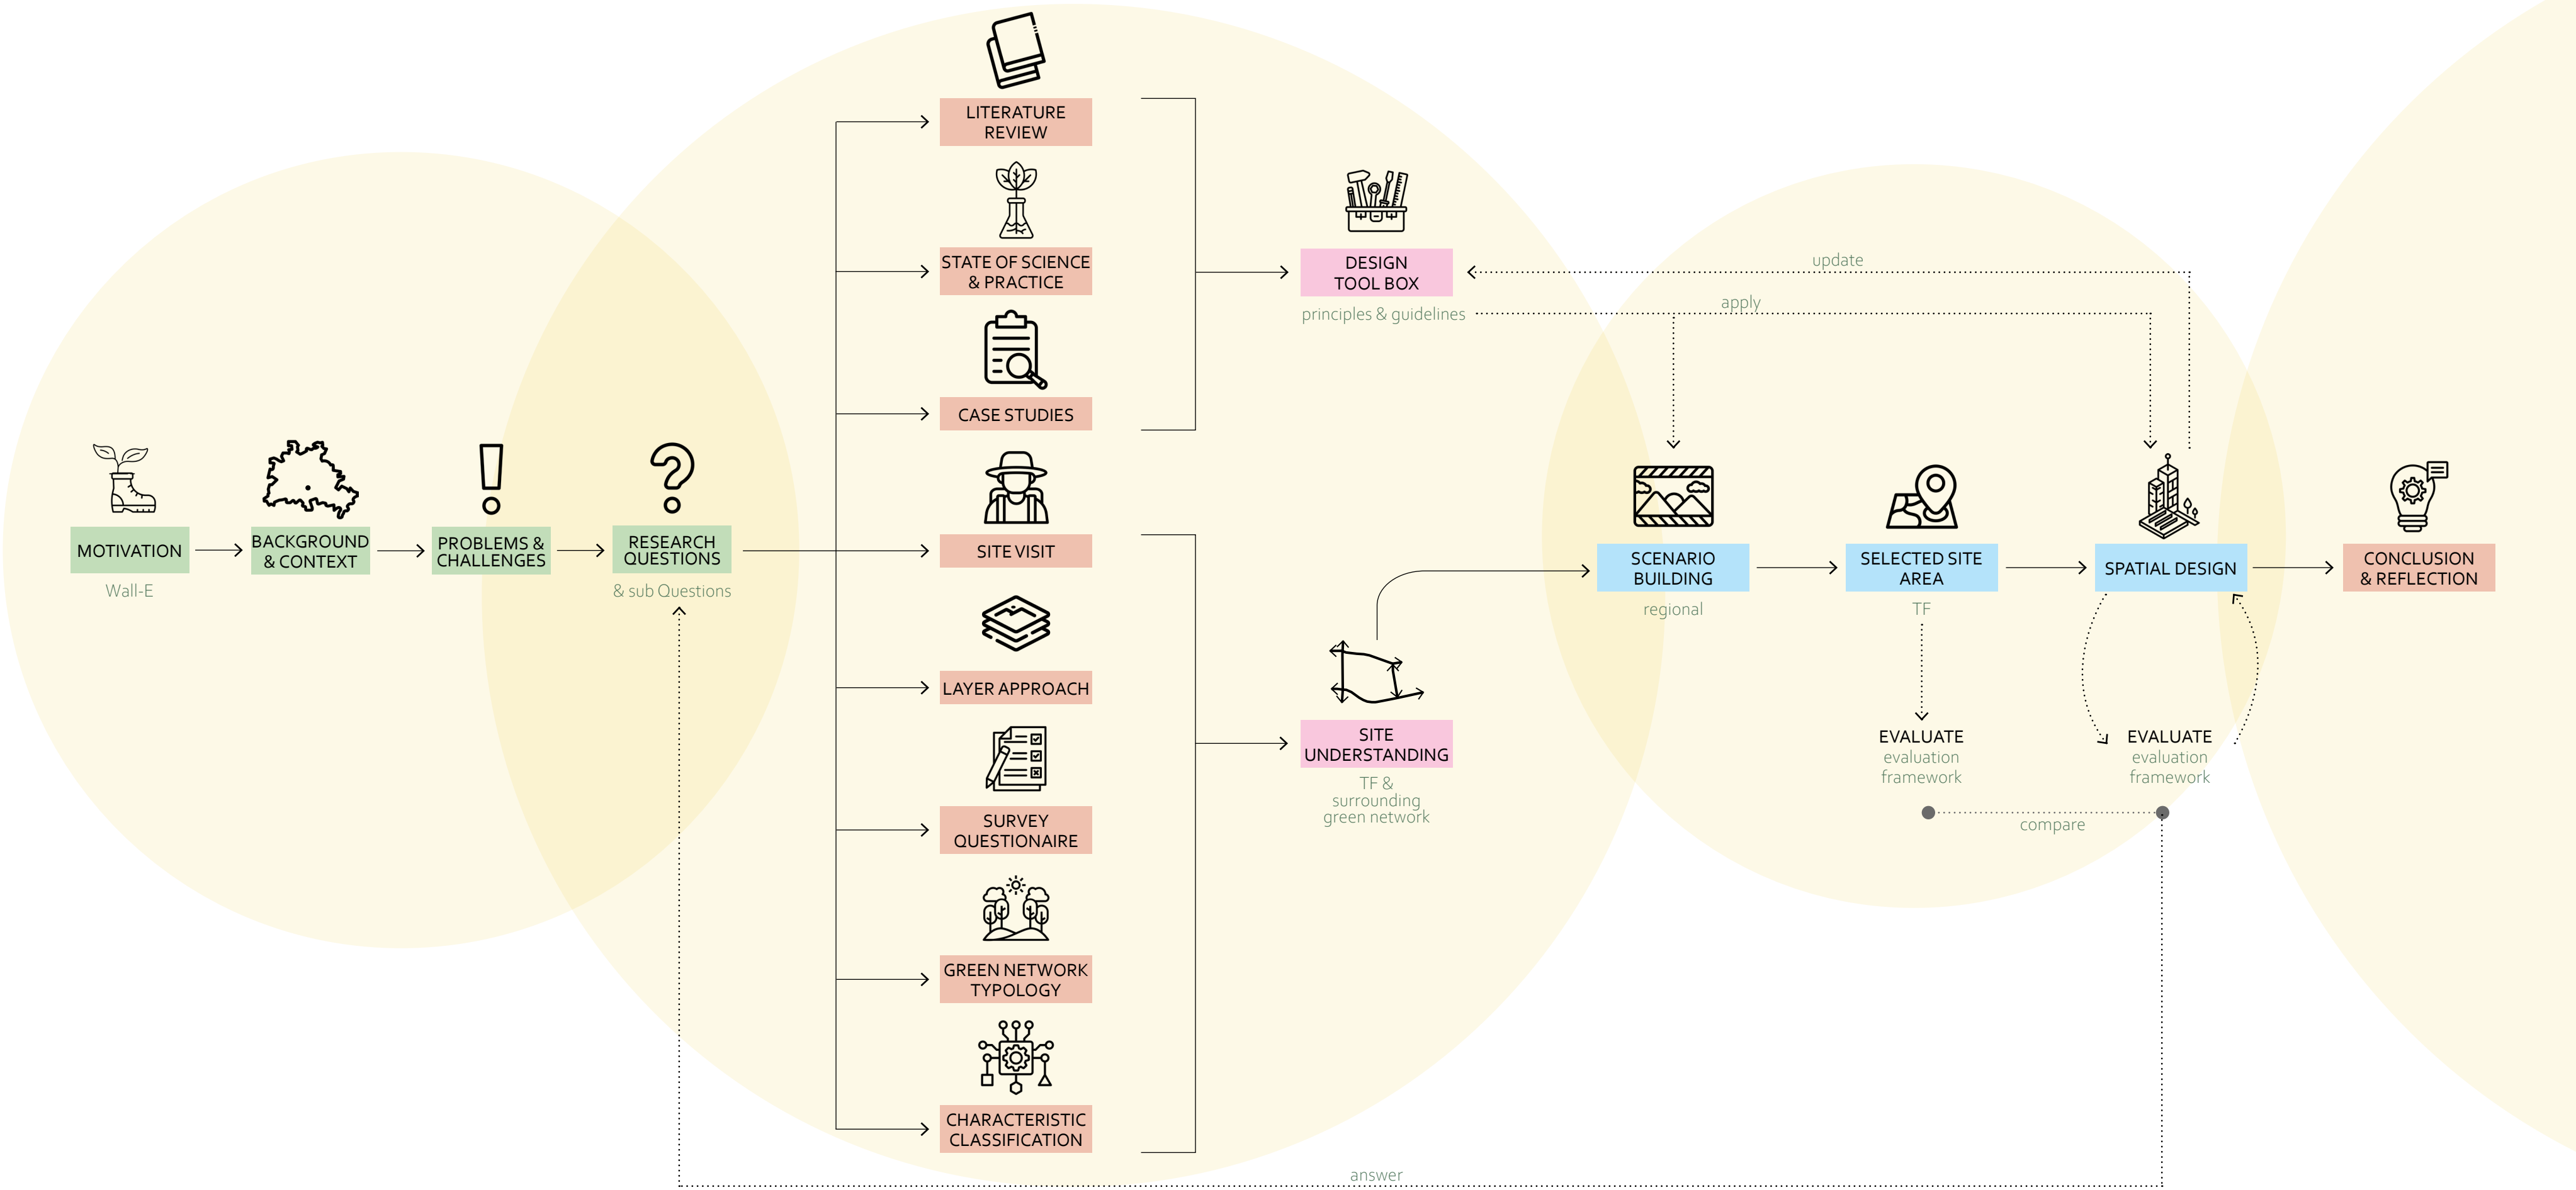 MOTIVATION
Wall-E
BACKGROUND
& CONTEXT
PROBLEMS &
CHALLENGES
RESEARCH
QUESTIONS
& sub Questions
LITERATURE
REVIEW
STATE OF SCIENCE
& PRACTICE
CASE STUDIES
SITE VISIT
LAYER APPROACH
SURVEY
QUESTIONAIRE
GREEN NETWORK
TYPOLOGY
CHARACTERISTIC
CLASSIFICATION
DESIGN
TOOL BOX
principles & guidelines
SITE
UNDERSTANDING
TF &
surrounding
green network
update
apply
SCENARIO
BUILDING
regional
SELECTED SITE
AREA
TF
EVALUATE
evaluation
framework
SPATIAL DESIGN
EVALUATE
evaluation
framework
compare
CONCLUSION
& REFLECTION
answer